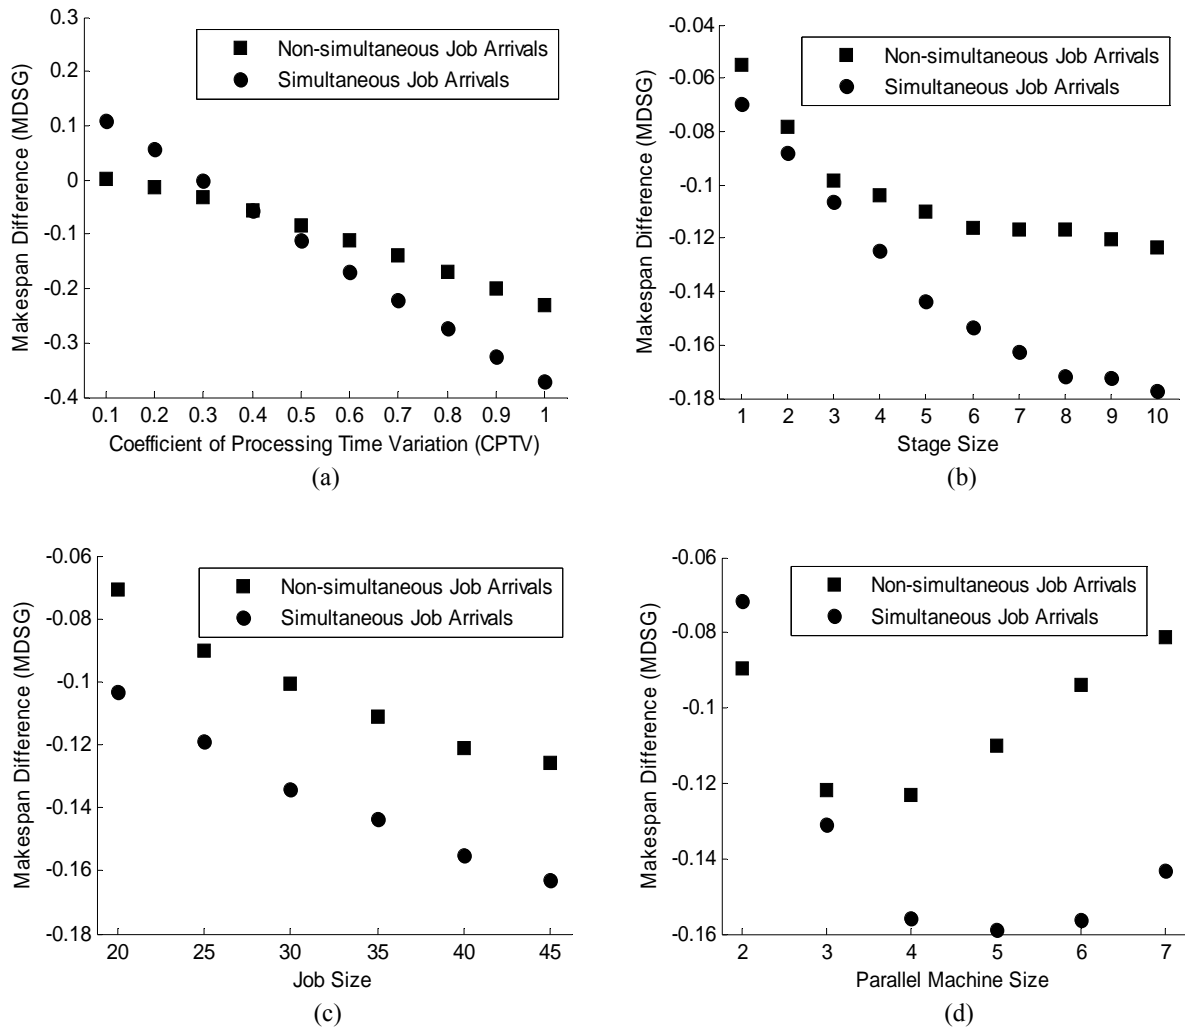 0.3
0.2
0.1
0
-0.1
-0.2
-0.3
-0.4
Makespan Difference (MDSG)
Non-simultaneous Job Arrivals
Simultaneous Job Arrivals
0.1 0.2 0.3 0.4 0.5 0.6 0.7 0.8 0.9 1
Coefficient of Processing Time Variation (CPTV)
(a)
-0.04
-0.06
-0.08
-0.1
-0.12
-0.14
-0.16
-0.18
Makespan Difference (MDSG)
Non-simultaneous Job Arrivals
Simultaneous Job Arrivals
1 2 3 4 5 6 7 8 9 10
Stage Size
(b)
-0.06
-0.08
-0.1
-0.12
-0.14
-0.16
-0.18
Makespan Difference (MDSG)
Non-simultaneous Job Arrivals
Simultaneous Job Arrivals
20 25 30 35 40 45
Job Size
(c)
-0.06
-0.08
-0.1
-0.12
-0.14
-0.16
Makespan Difference (MDSG)
Non-simultaneous Job Arrivals
Simultaneous Job Arrivals
2 3 4 5 6 7
Parallel Machine Size
(d)